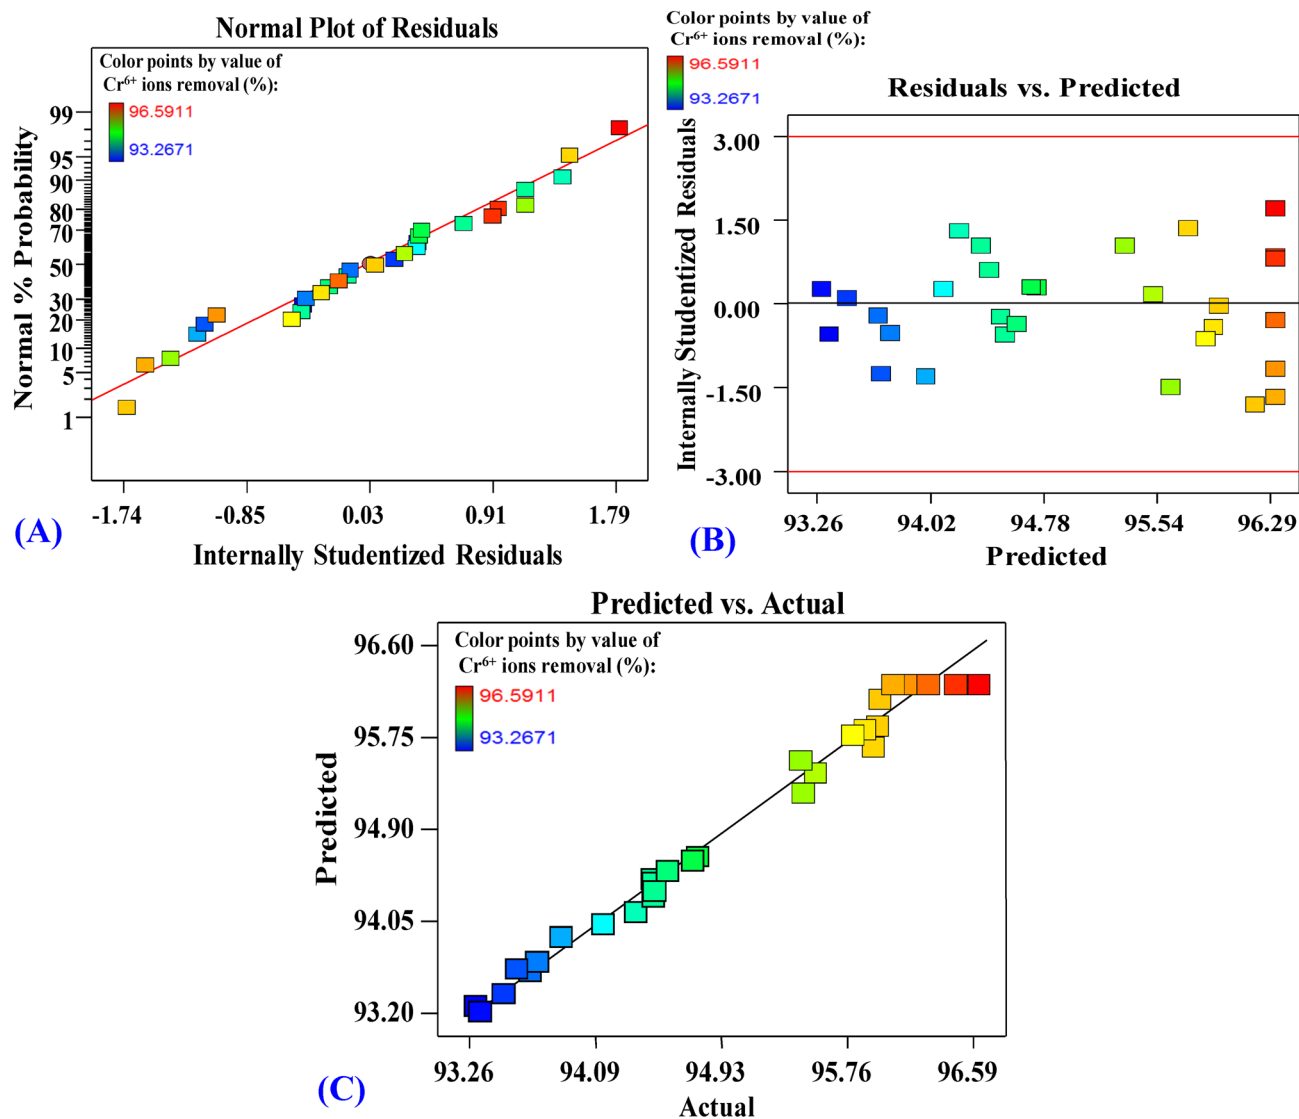 Normal Plot of Residuals
Color points by value of
Cr⁶⁺ ions removal (%):
96.5911
93.2671
Normal % Probability
99
95
90
80
70
50
30
20
10
5
1
-1.74
-0.85
0.03
0.91
1.79
Internally Studentized Residuals
(A)
Color points by value of
Cr⁶⁺ ions removal (%):
96.5911
93.2671
Residuals vs. Predicted
Internally Studentized Residuals
3.00
1.50
0.00
-1.50
-3.00
93.26
94.02
94.78
95.54
96.29
Predicted
(B)
Predicted vs. Actual
Color points by value of
Cr⁶⁺ ions removal (%):
96.5911
93.2671
Predicted
96.60
95.75
94.90
94.05
93.20
93.26
94.09
94.93
95.76
96.59
Actual
(C)